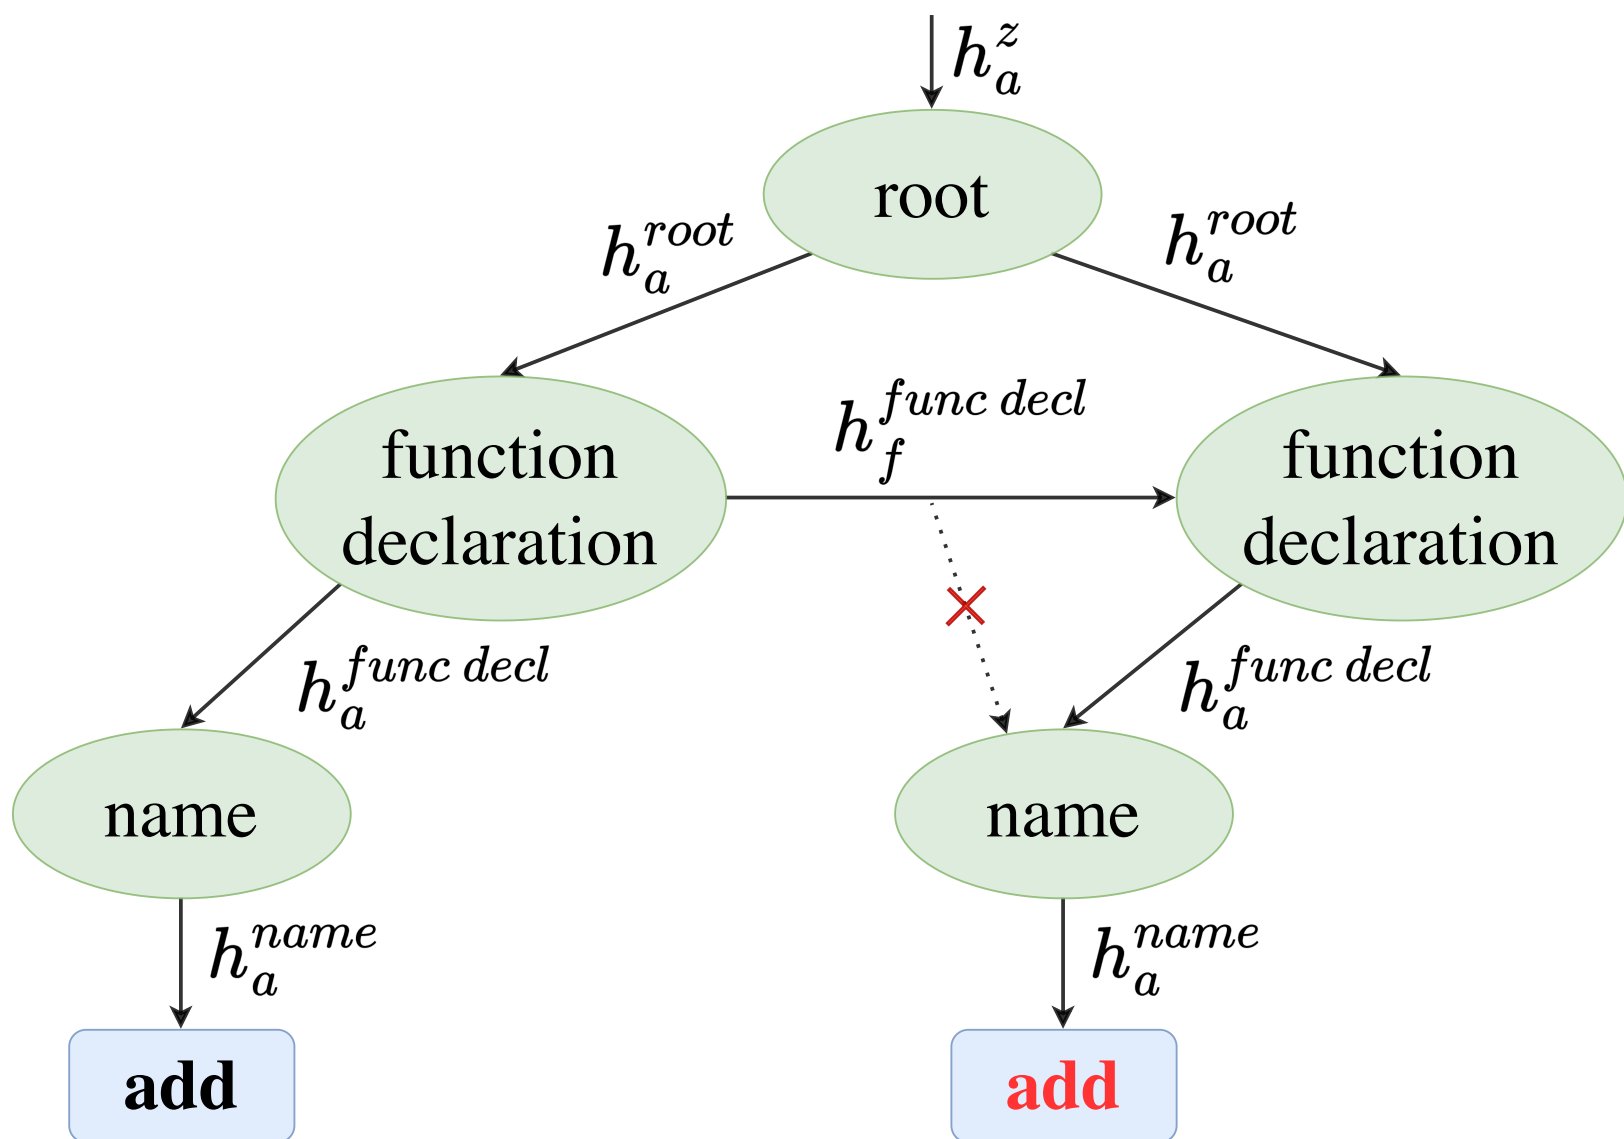 h_a^z
root
h_a^{root}
h_a^{root}
h_f^{func decl}
function
declaration
function
declaration
h_a^{func decl}
h_a^{func decl}
name
name
h_a^{name}
h_a^{name}
add
add